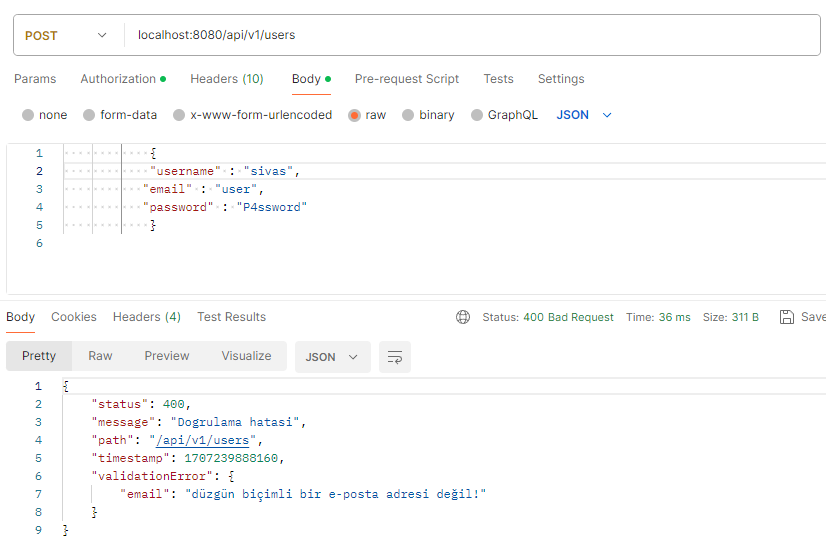 POST localhost:8080/api/v1/users
Params Authorization Headers (10) Body Pre-request Script Tests Settings
none form-data x-www-form-urlencoded raw binary GraphQL JSON
1 {
2 "username" : "sivas",
3 "email" : "user",
4 "password" : "P4ssword"
5 }
6
Body Cookies Headers (4) Test Results Status: 400 Bad Request Time: 36 ms Size: 311 B Save
Pretty Raw Preview Visualize JSON
1 {
2 "status": 400,
3 "message": "Dogrulama hatasi",
4 "path": "/api/v1/users",
5 "timestamp": 1707239888160,
6 "validationError": {
7 "email": "düzgün biçimli bir e-posta adresi değil!"
8 }
9 }